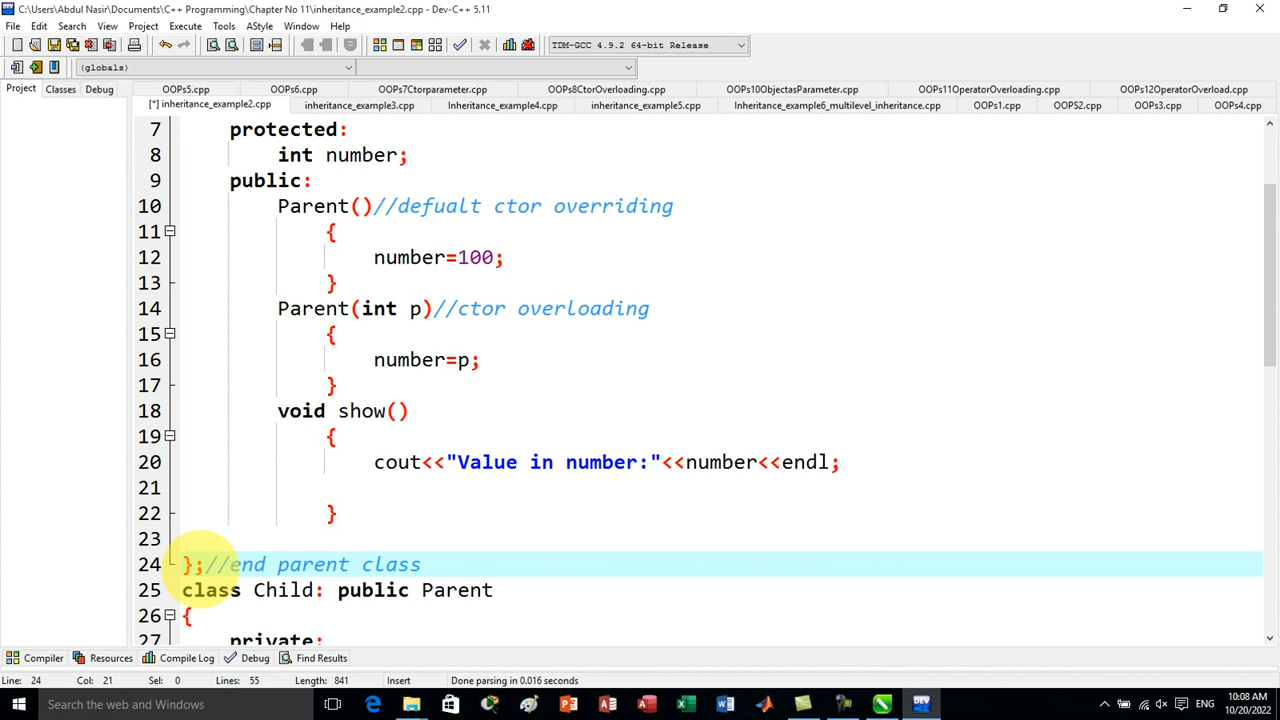 C:\Users\Abdul Nasir\Documents\C++ Programming\Chapter No 11\inheritance_example2.cpp - Dev-C++ 5.11
File Edit Search View Project Execute Tools AStyle Window Help
TDM-GCC 4.9.2 64-bit Release
(globals)
Project Classes Debug
OOPs5.cpp OOPs6.cpp OOPs7Ctorparameter.cpp OOPs8CtorOverloading.cpp OOPs10ObjectasParameter.cpp OOPs11OperatorOverloading.cpp OOPs12OperatorOverload.cpp
[*] inheritance_example2.cpp inheritance_example3.cpp Inheritance_example4.cpp inheritance_example5.cpp Inheritance_example6_multilevel_inheritance.cpp OOPs1.cpp OOPS2.cpp OOPs3.cpp OOPs4.cpp
7 protected:
8 int number;
9 public:
10 Parent()//defualt ctor overriding
11 {
12 number=100;
13 }
14 Parent(int p)//ctor overloading
15 {
16 number=p;
17 }
18 void show()
19 {
20 cout<<"Value in number:"<<number<<endl;
21
22 }
23
24 };//end parent class
25 class Child: public Parent
26 {
27 private:
Compiler Resources Compile Log Debug Find Results
Line: 24 Col: 21 Sel: 0 Lines: 55 Length: 841 Insert Done parsing in 0.016 seconds
Search the web and Windows
ENG
10:08 AM
10/20/2022